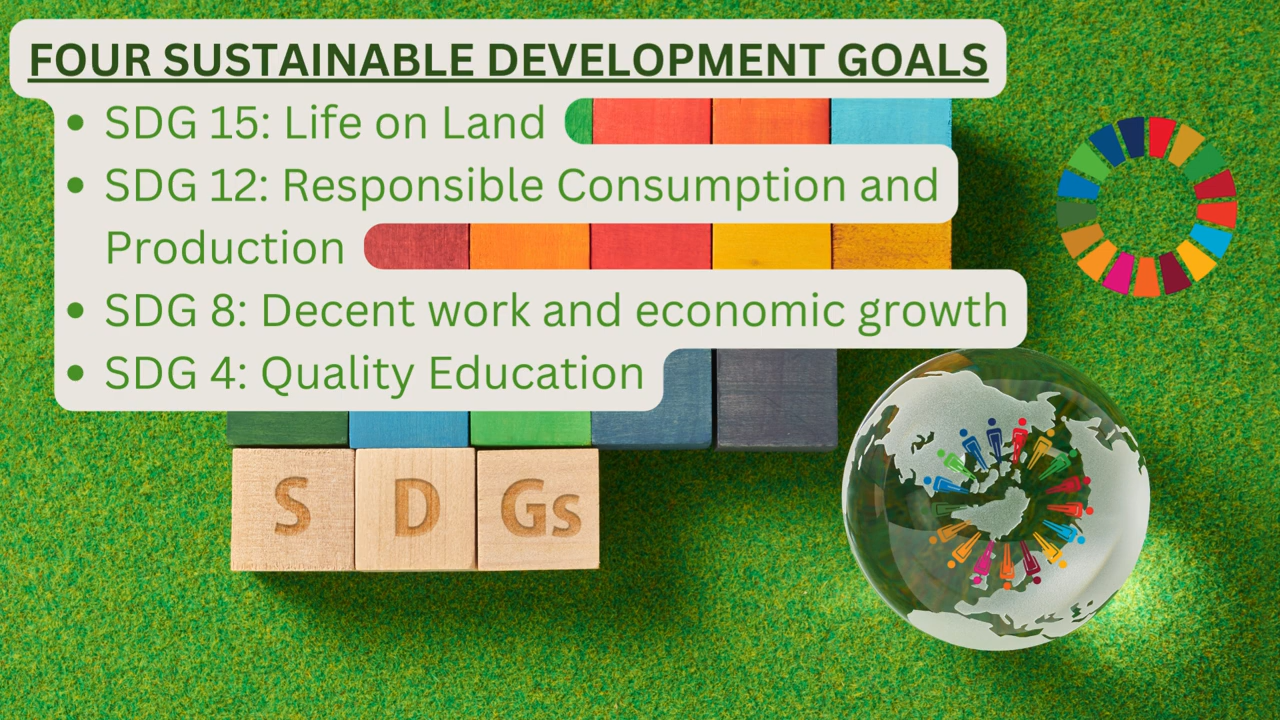 FOUR SUSTAINABLE DEVELOPMENT GOALS
• SDG 15: Life on Land
• SDG 12: Responsible Consumption and
Production
• SDG 8: Decent work and economic growth
• SDG 4: Quality Education
S D Gs